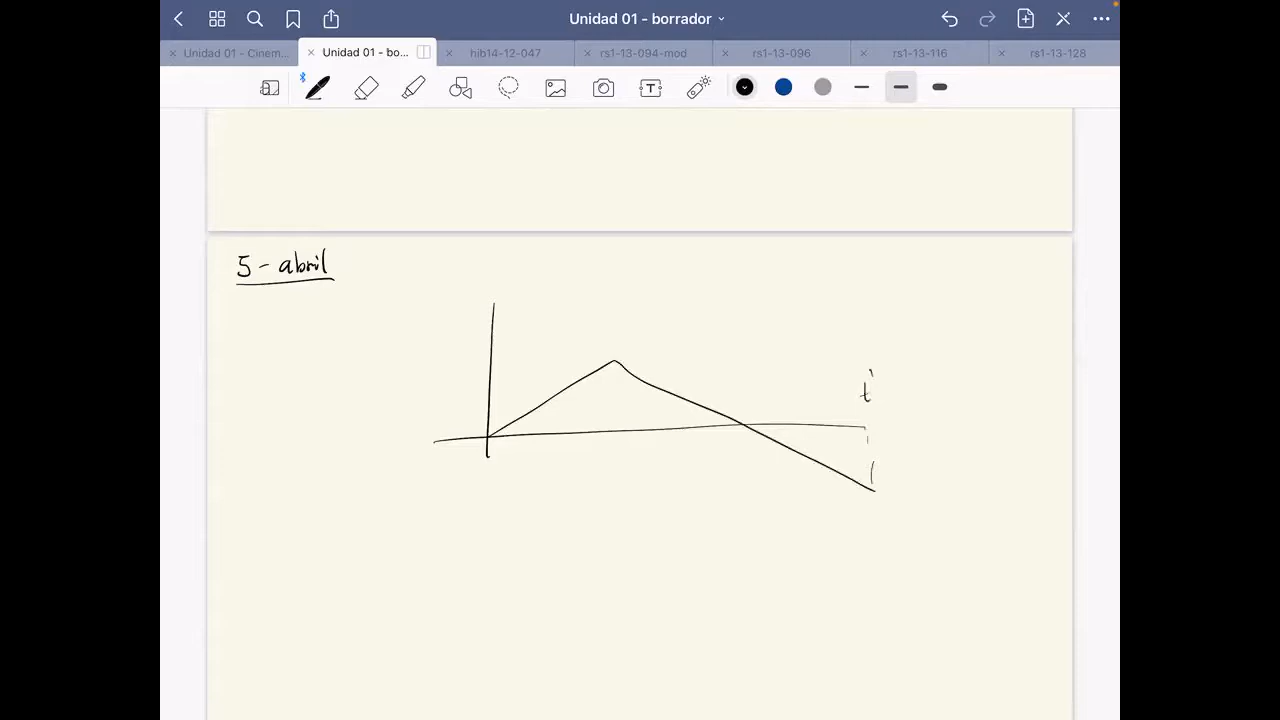 Unidad 01 - borrador
Unidad 01 - Cinem...
Unidad 01 - bo...
hib14-12-047
rs1-13-094-mod
rs1-13-096
rs1-13-116
rs1-13-128
T
5 - abril
t'